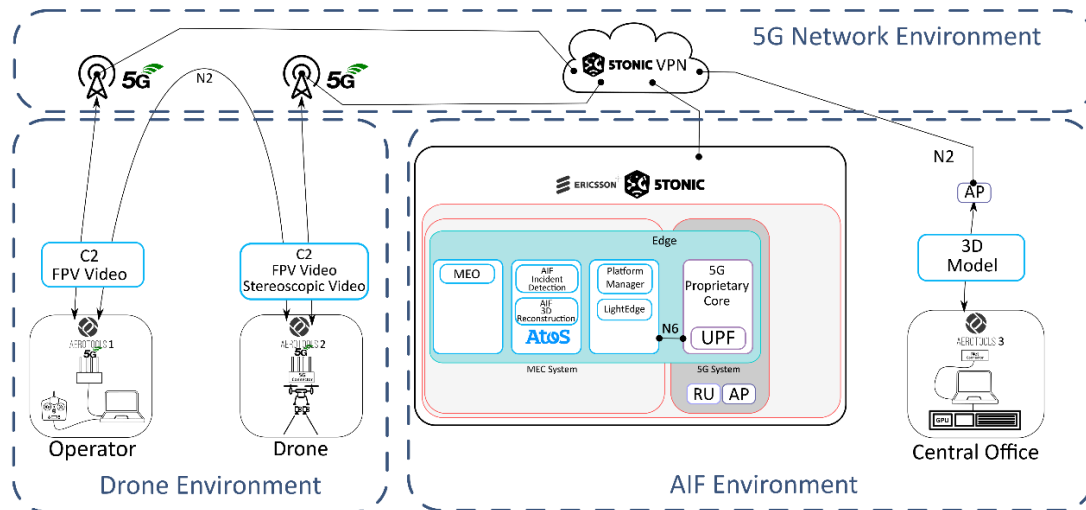 5G Network Environment
5G
N2
5G
5TONIC VPN
N2
AP
C2
FPV Video
C2
FPV Video
Stereoscopic Video
3D
Model
ERICSSON 5TONIC
Edge
MEO
AIF
Incident
Detection
AIF
3D
Reconstruction
Atos
Platform
Manager
LightEdge
N6
5G
Proprietary
Core
UPF
MEC System
5G System
RU
AP
AEROTOOLS 1
5G
AEROTOOLS 2
5G
5G
AEROTOOLS 3
GPU
Operator
Drone
Central Office
Drone Environment
AIF Environment